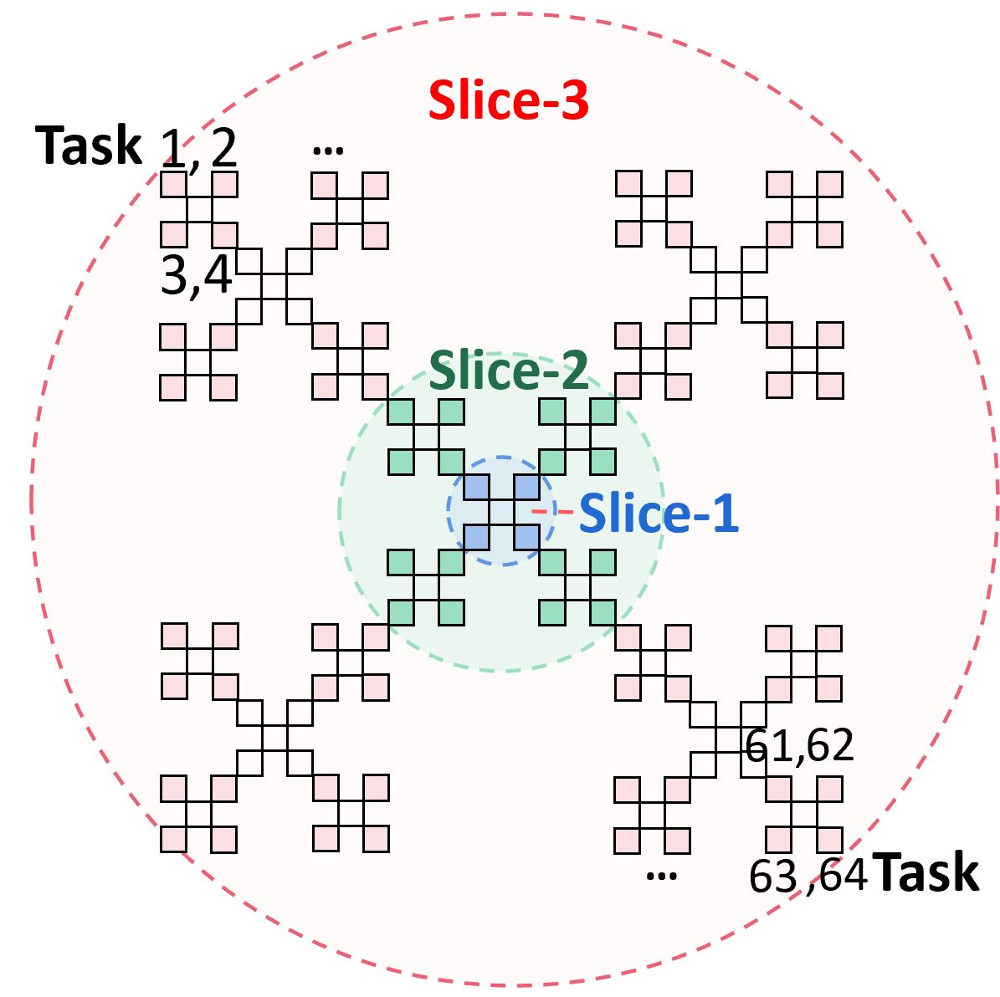 Slice-3
Task 1,2 ...
3,4
Slice-2
Slice-1
61,62
63,64 Task
...